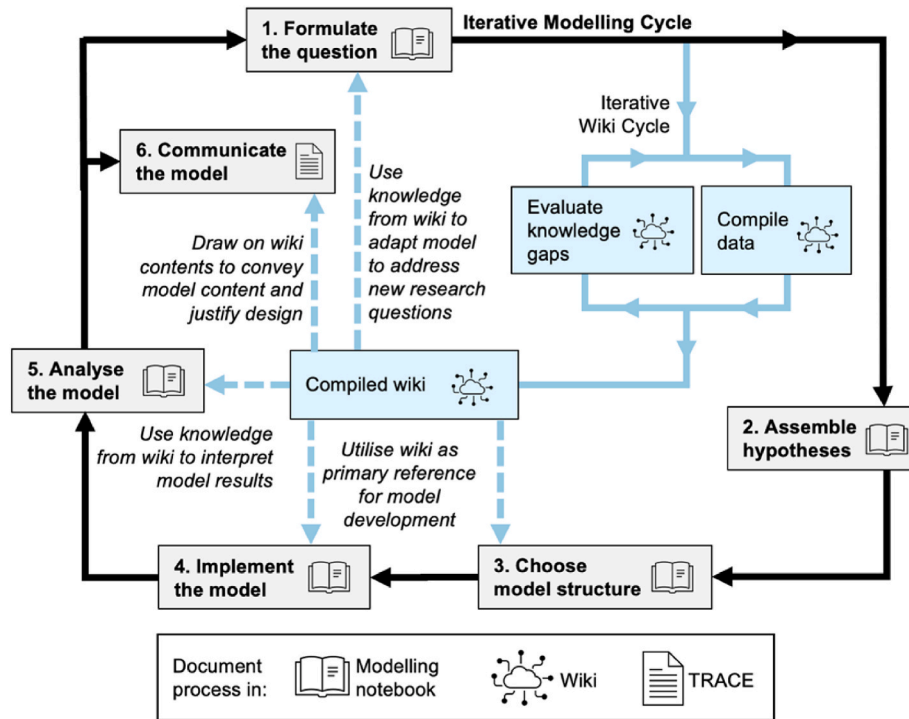 1. Formulate
the question
Iterative Modelling Cycle
Iterative
Wiki Cycle
6. Communicate
the model
Use
knowledge
from wiki to
adapt model
to address
new research
questions
Evaluate
knowledge
gaps
Compile
data
Draw on wiki
contents to convey
model content and
justify design
5. Analyse
the model
Compiled wiki
2. Assemble
hypotheses
Use knowledge
from wiki to interpret
model results
Utilise wiki as
primary reference
for model
development
4. Implement
the model
3. Choose
model structure
Document
process in:
Modelling
notebook
Wiki
TRACE